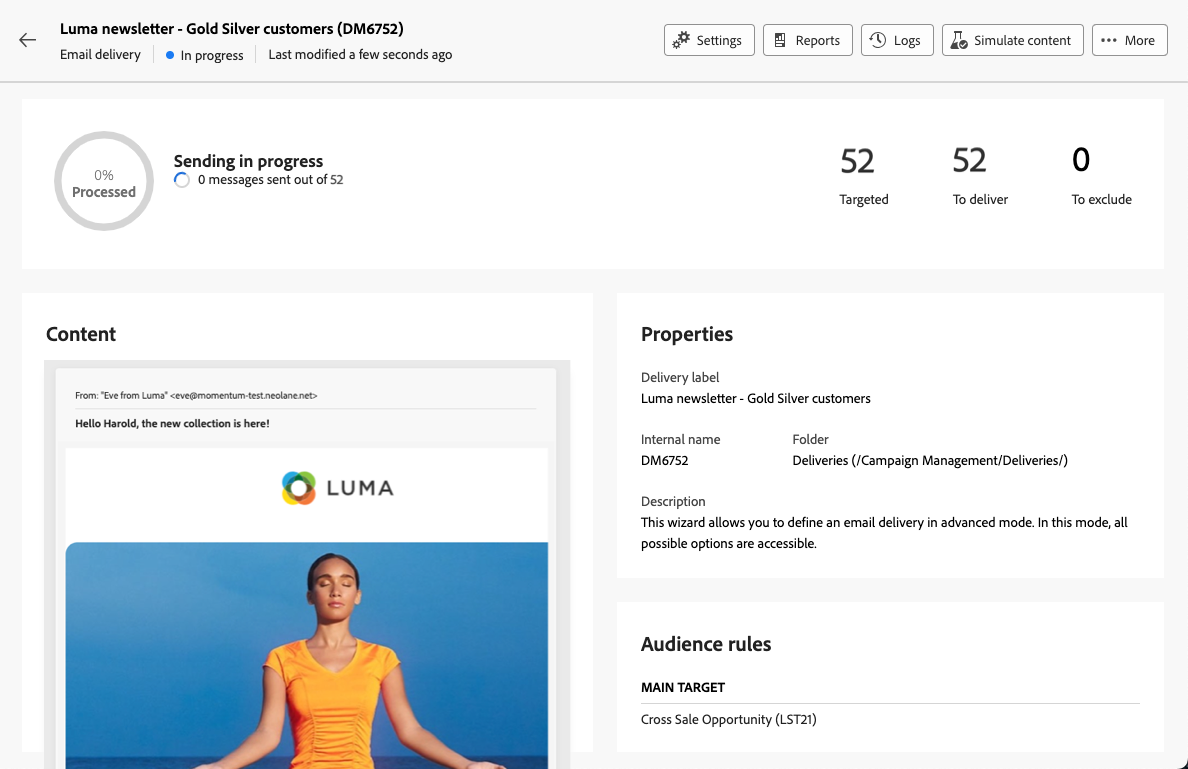 Luma newsletter - Gold Silver customers (DM6752)
Email delivery
In progress
Last modified a few seconds ago
Settings
Reports
Logs
Simulate content
More
0%
Processed
Sending in progress
0 messages sent out of 52
52
Targeted
52
To deliver
0
To exclude
Content
From: "Eve from Luma" <eve@momentum-test.neolane.net>
Hello Harold, the new collection is here!
LUMA
Properties
Delivery label
Luma newsletter - Gold Silver customers
Internal name
DM6752
Folder
Deliveries (/Campaign Management/Deliveries/)
Description
This wizard allows you to define an email delivery in advanced mode. In this mode, all
possible options are accessible.
Audience rules
MAIN TARGET
Cross Sale Opportunity (LST21)